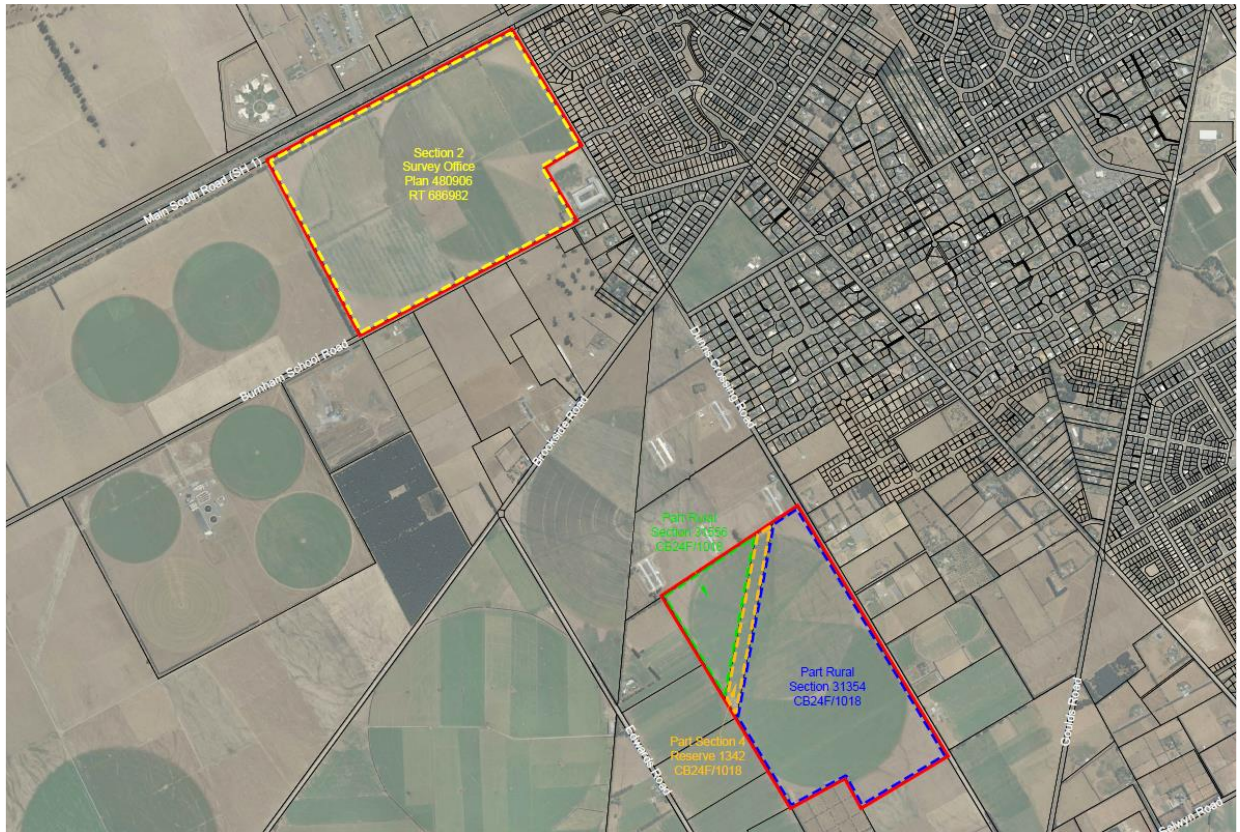 Section 2
Survey Office
Plan 480906
RT 686982
Main South Road (SH 1)
Burnham School Road
Brookside Road
Dunns Crossing Road
Part Rural
Section 31656
CB24F/1018
Part Rural
Section 31354
CB24F/1018
Part Section 4
Reserve 1342
CB24F/1018
Edwards Road
Goulds Road
Selwyn Road